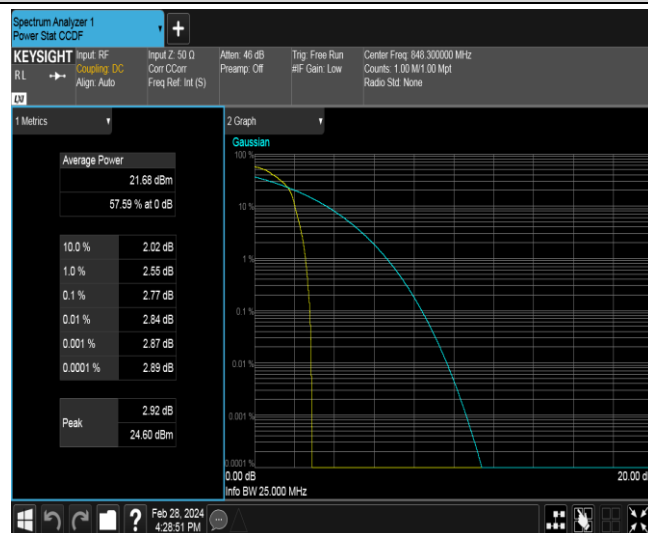 Spectrum Analyzer 1
Power Stat CCDF
+
KEYSIGHT
RL
LXI
Input: RF
Coupling: DC
Align: Auto
Input Z: 50 Ω
Corr CCorr
Freq Ref: Int (S)
Atten: 46 dB
Preamp: Off
Trig: Free Run
#IF Gain: Low
Center Freq: 848.300000 MHz
Counts: 1.00 M/1.00 Mpt
Radio Std: None
1 Metrics
Average Power
21.68 dBm
57.59 % at 0 dB
10.0 % 2.02 dB
1.0 % 2.55 dB
0.1 % 2.77 dB
0.01 % 2.84 dB
0.001 % 2.87 dB
0.0001 % 2.89 dB
Peak
2.92 dB
24.60 dBm
2 Graph
Gaussian
100 %
10 %
1 %
0.1 %
0.01 %
0.001 %
0.0001 %
0.00 dB
20.00 d
Info BW 25.000 MHz
?
Feb 28, 2024
4:28:51 PM